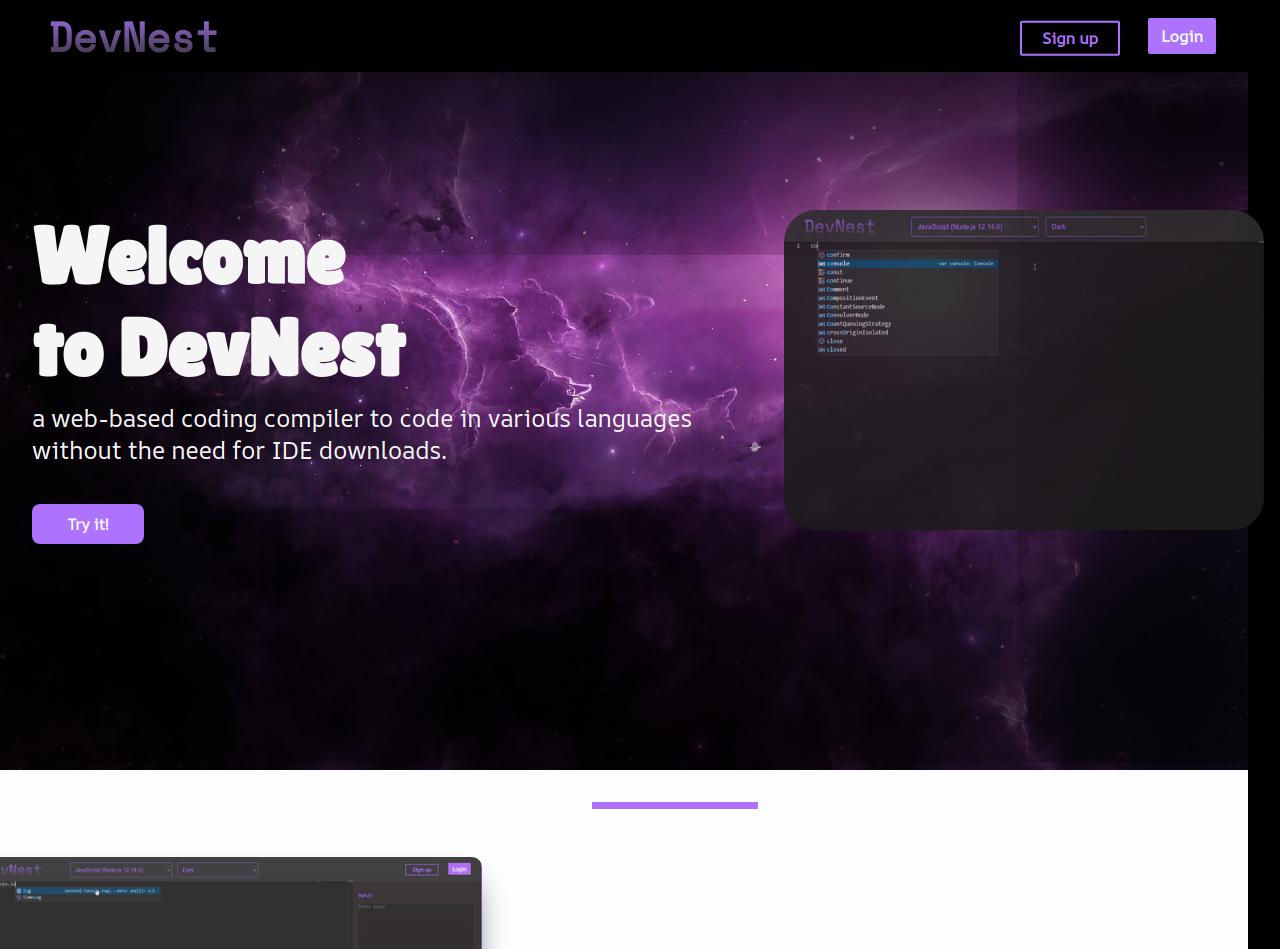 DevNest
Sign up
Login
Welcome
to DevNest
a web-based coding compiler to code in various languages
without the need for IDE downloads.
Try it!
DevNest
JavaScript (Node.js 12.14.0)
Dark
1 co
confirm
console var console: Console
const
continue
Comment
CompositionEvent
ConstantSourceNode
ConvolverNode
CountQueuingStrategy
crossOriginIsolated
close
closed
vNest
JavaScript (Node.js 12.14.0)
Dark
Sign up
Login
log
timeLog
INPUT
Enter Input